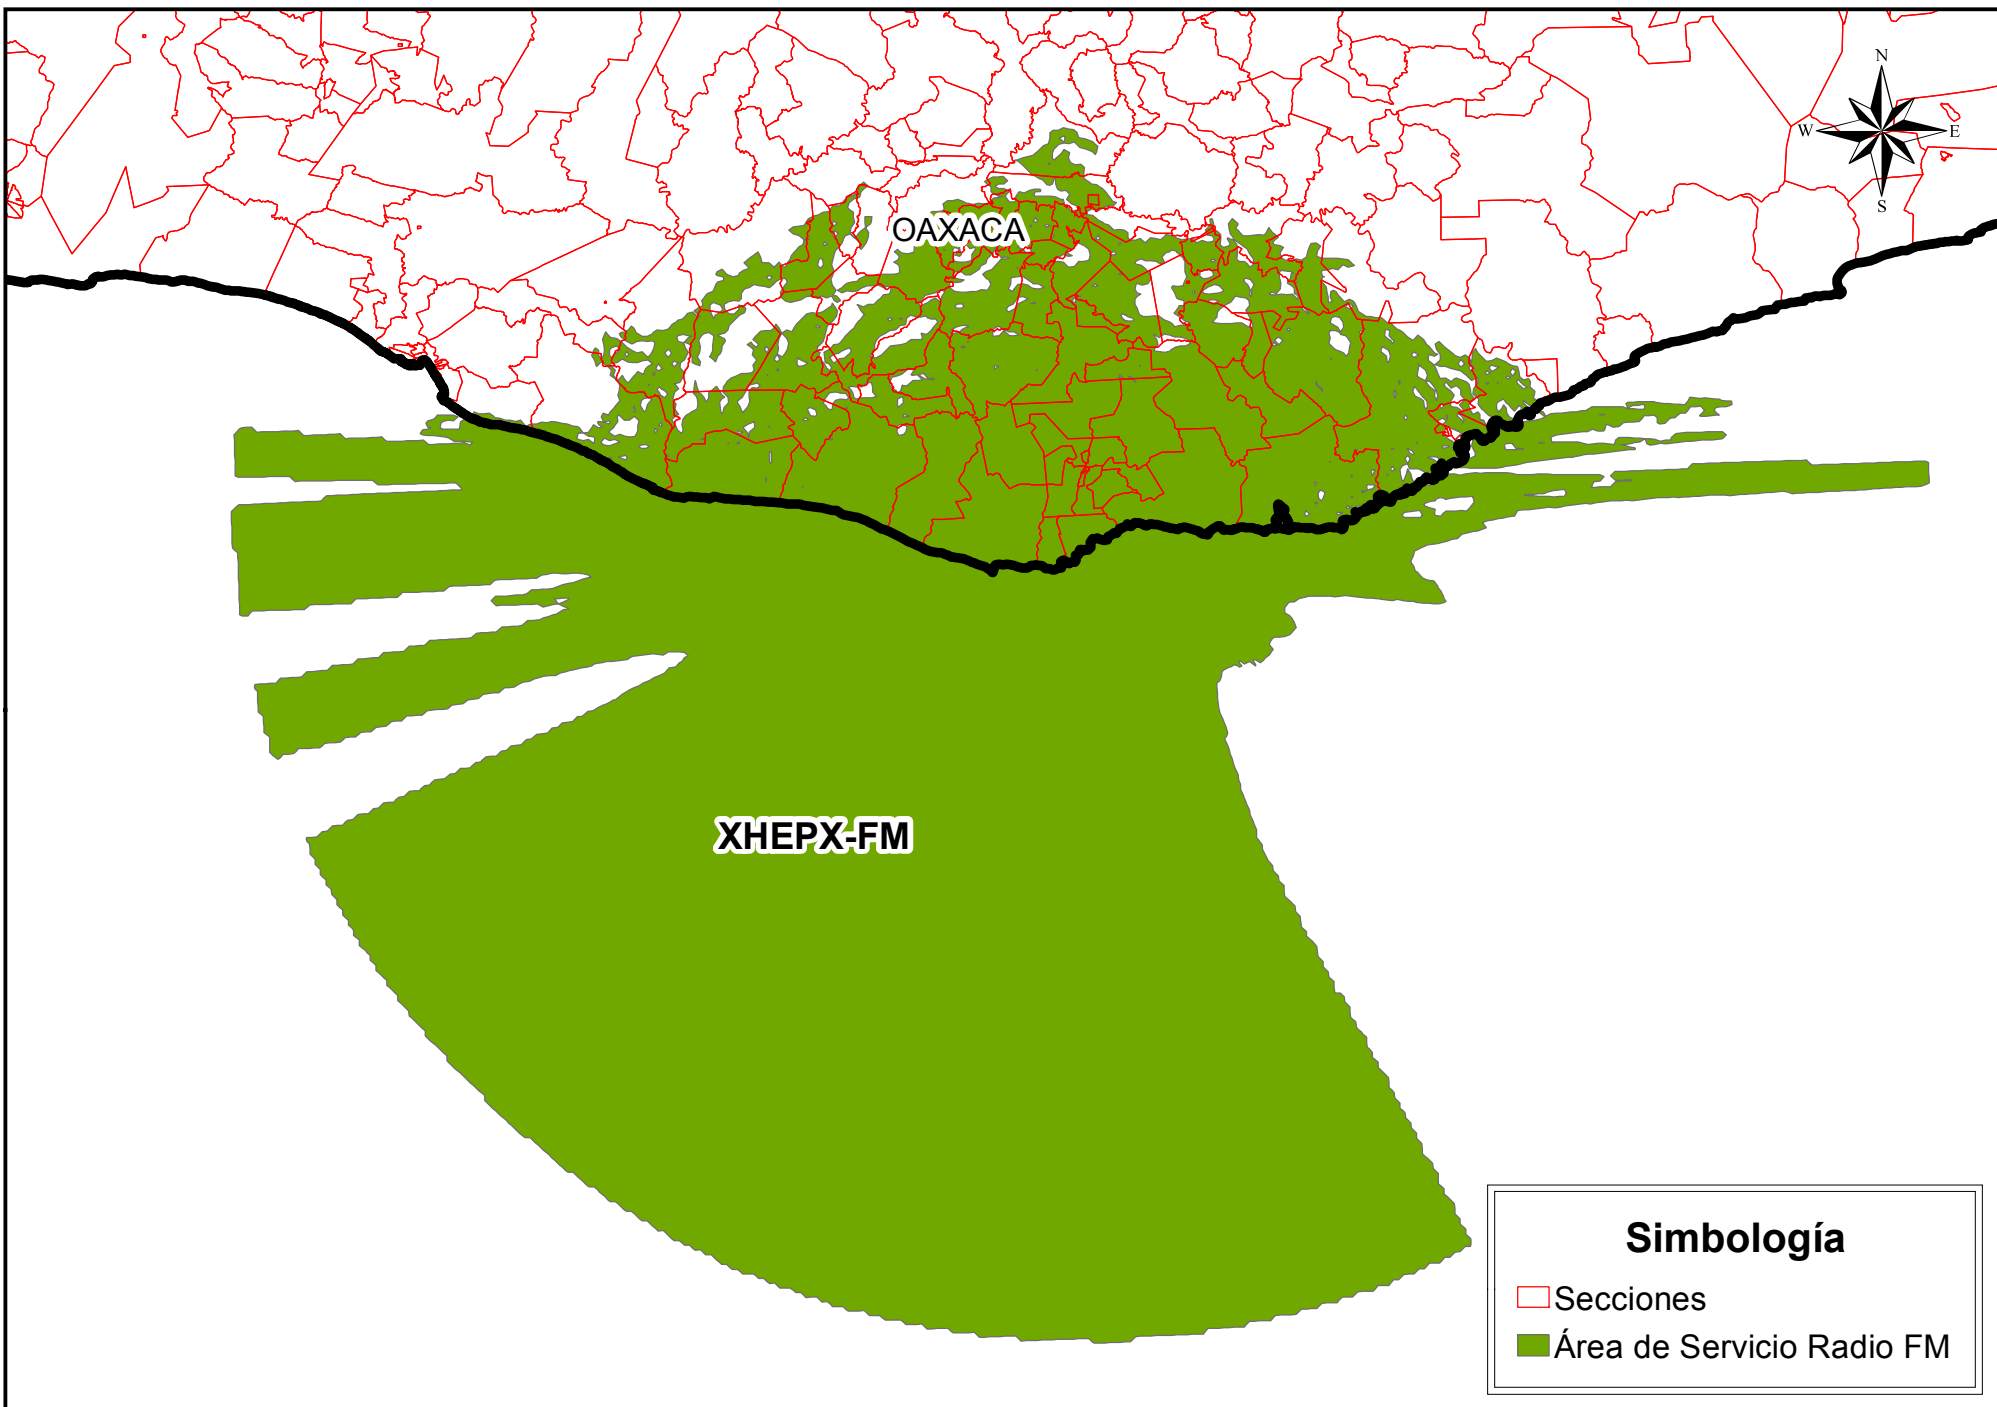 N
W E
S
OAXACA
XHEPX-FM
Simbología
Secciones
Área de Servicio Radio FM